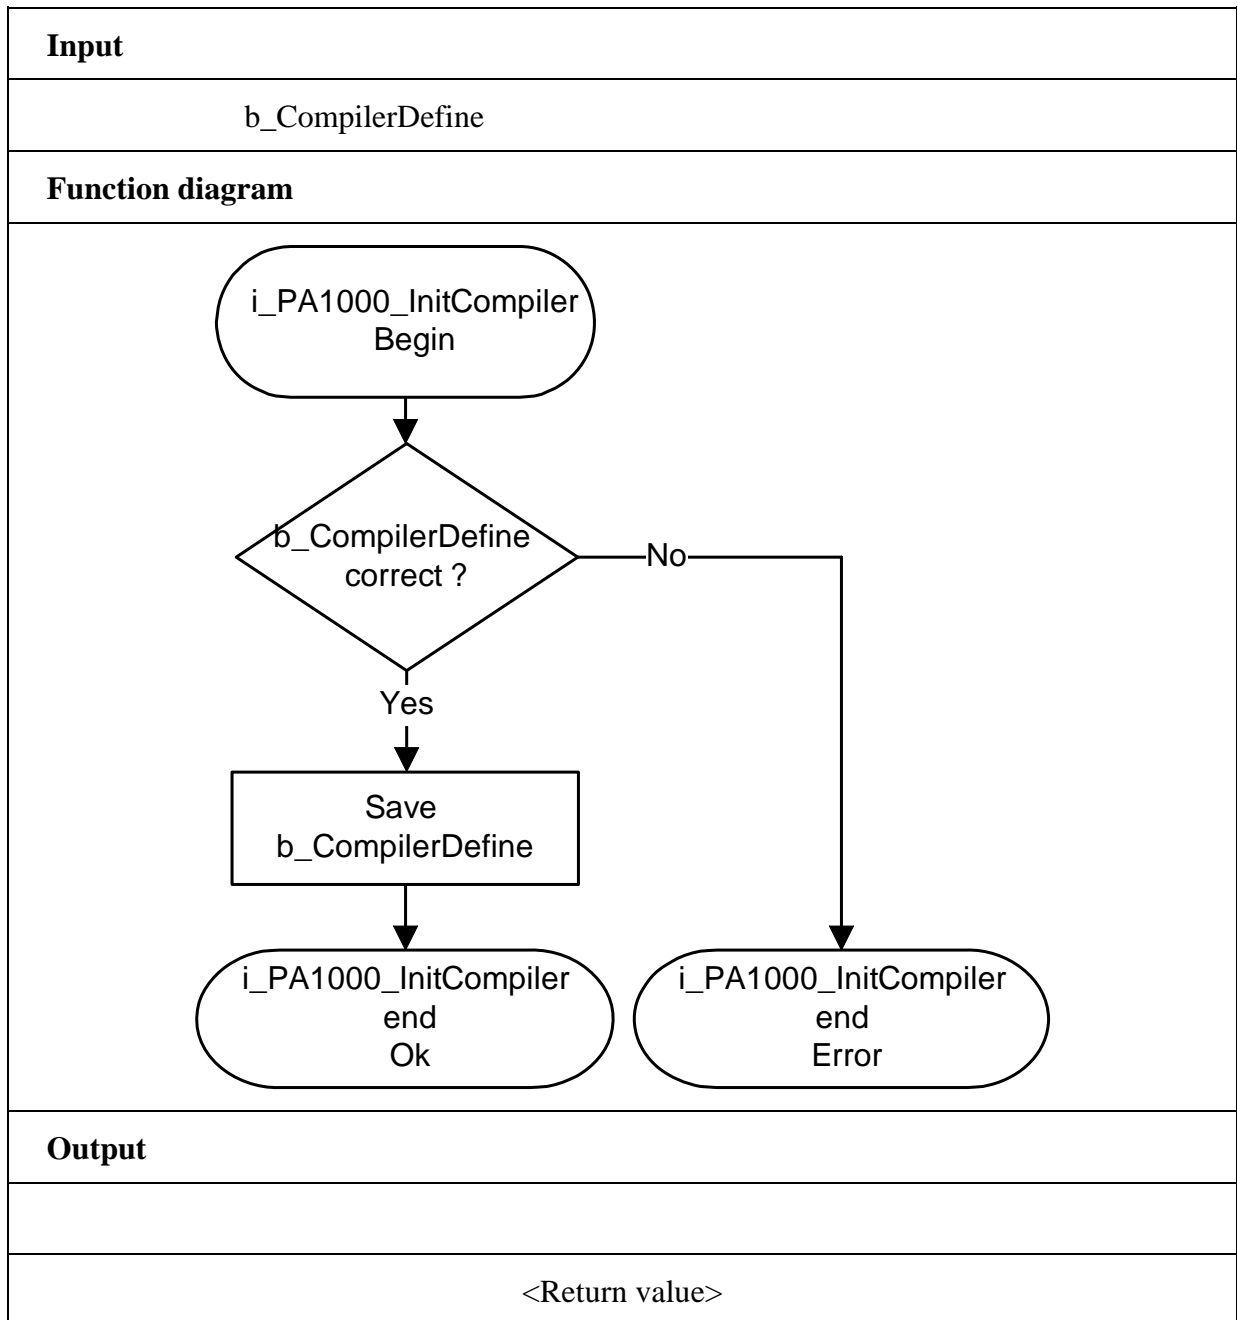 Input
b_CompilerDefine
Function diagram
i_PA1000_InitCompiler
Begin
b_CompilerDefine
correct ?
No
Yes
Save
b_CompilerDefine
i_PA1000_InitCompiler
end
Ok
i_PA1000_InitCompiler
end
Error
Output
<Return value>